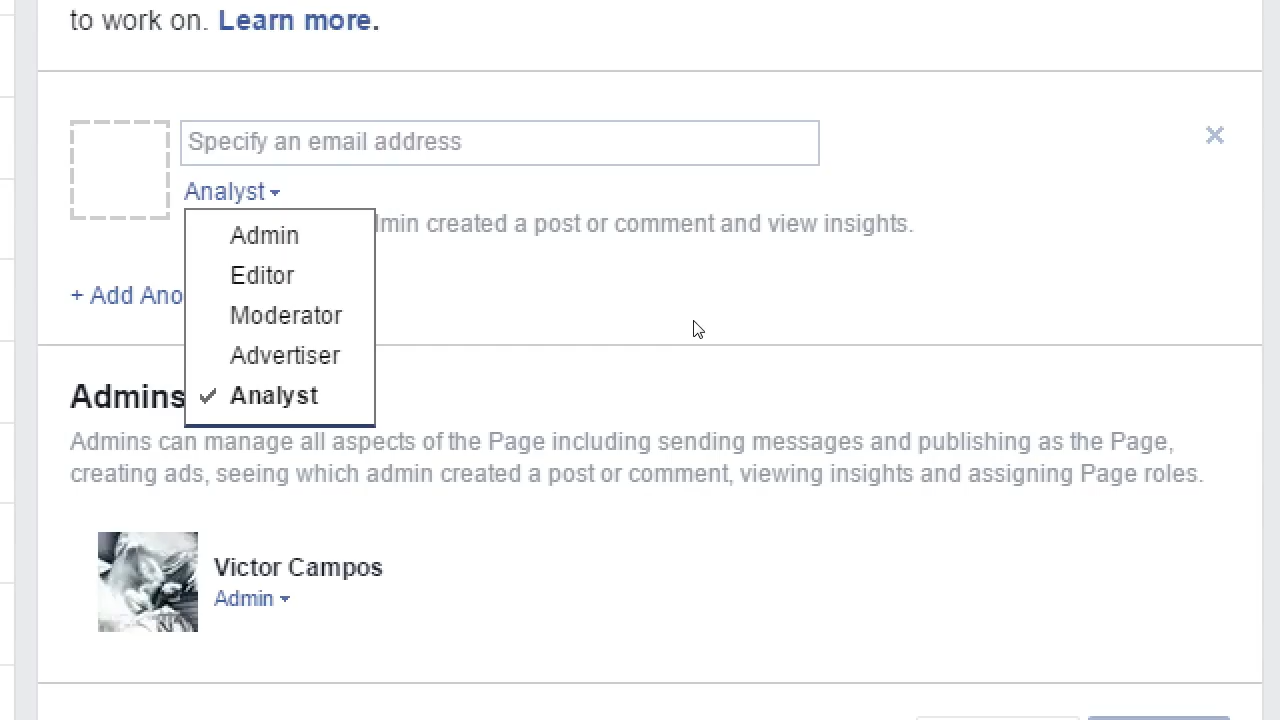 to work on. Learn more.
Specify an email address
Analyst
created a post or comment and view insights.
Admin
Editor
Moderator
Advertiser
Analyst
+ Add
Admins
Admins can manage all aspects of the Page including sending messages and publishing as the Page,
creating ads, seeing which admin created a post or comment, viewing insights and assigning Page roles.
Victor Campos
Admin